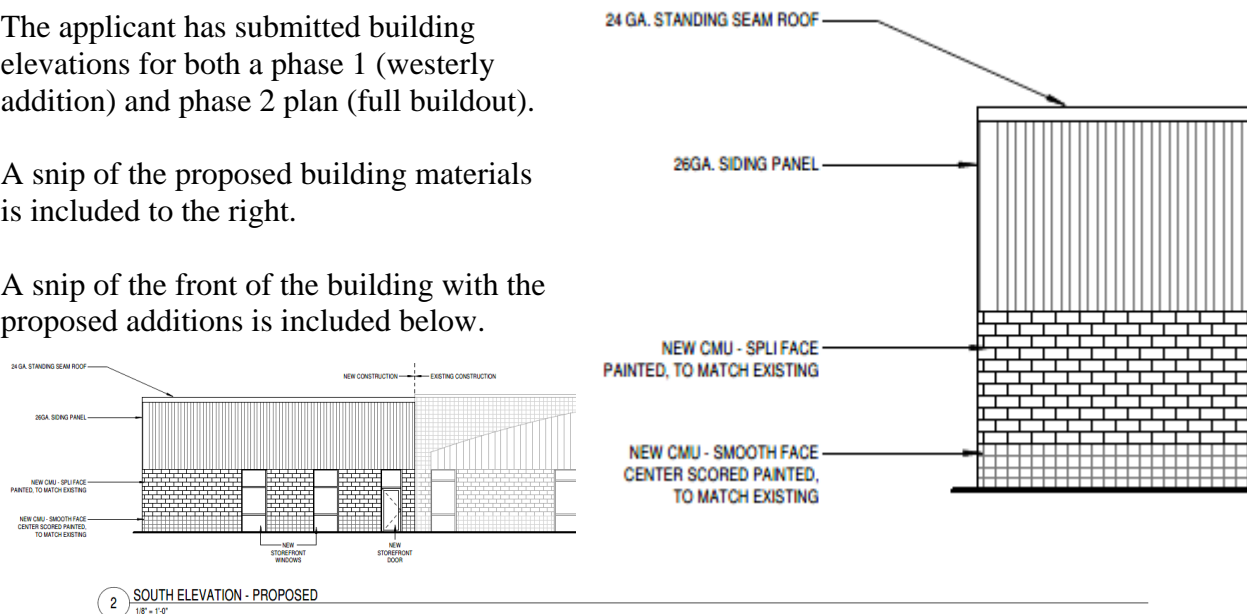 The applicant has submitted building
elevations for both a phase 1 (westerly
addition) and phase 2 plan (full buildout).
A snip of the proposed building materials
is included to the right.
A snip of the front of the building with the
proposed additions is included below.
24 GA. STANDING SEAM ROOF
26GA. SIDING PANEL
NEW CMU - SPLI FACE
PAINTED, TO MATCH EXISTING
NEW CMU - SMOOTH FACE
CENTER SCORED PAINTED,
TO MATCH EXISTING
24 GA. STANDING SEAM ROOF
NEW CONSTRUCTION
EXISTING CONSTRUCTION
26GA. SIDING PANEL
NEW CMU - SPLI FACE
PAINTED, TO MATCH EXISTING
NEW CMU - SMOOTH FACE
CENTER SCORED PAINTED,
TO MATCH EXISTING
NEW
STOREFRONT
WINDOWS
NEW
STOREFRONT
DOOR
2 SOUTH ELEVATION - PROPOSED
1/8" = 1'-0"